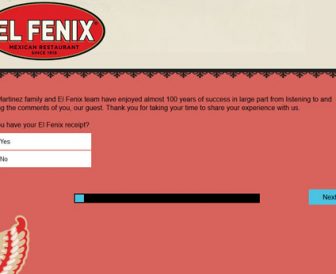 EL FENIX
MEXICAN RESTAURANT
SINCE 1918
Martinez family and El Fenix team have enjoyed almost 100 years of success in large part from listening to and
the comments of you, our guest. Thank you for taking your time to share your experience with us.
you have your El Fenix receipt?
Yes
No
Next